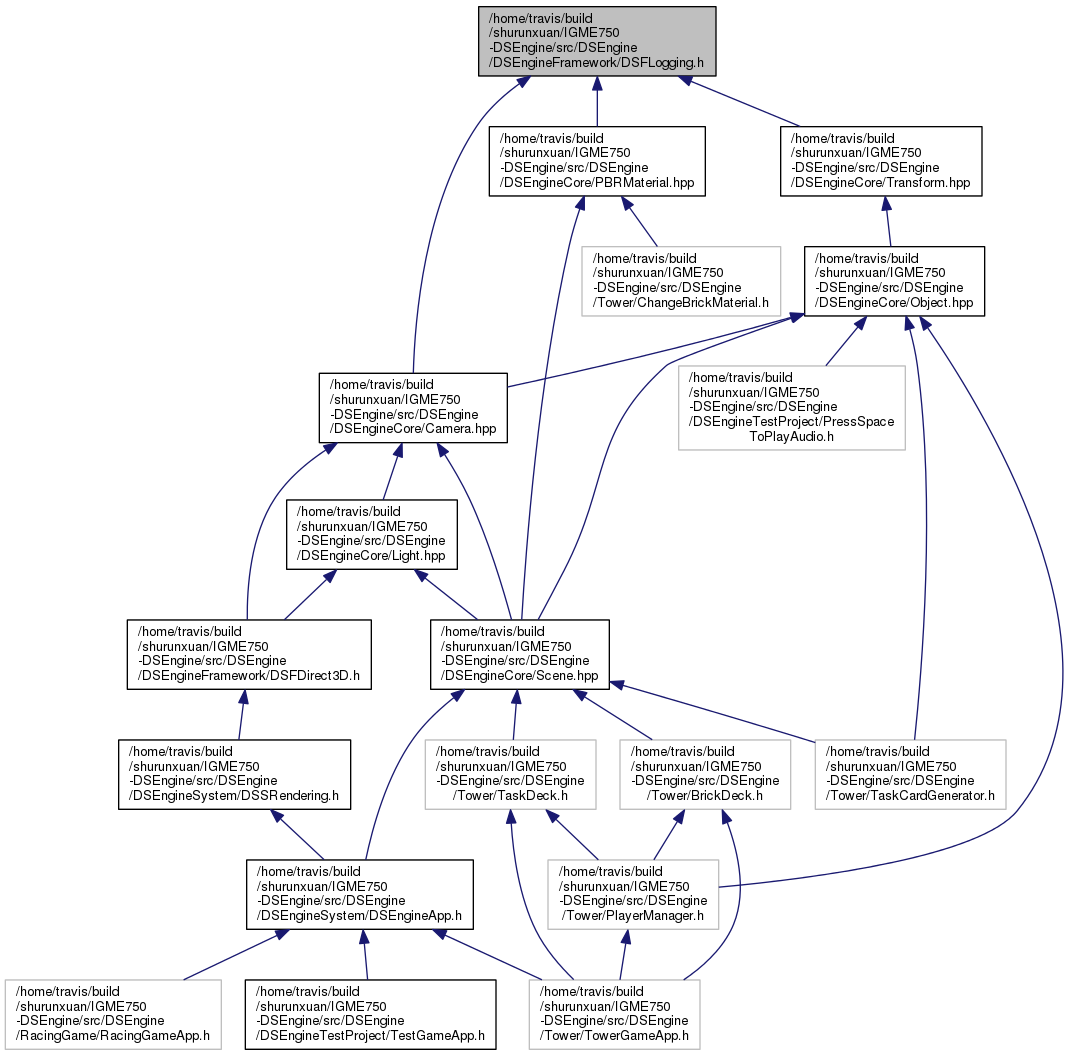 /home/travis/build
/shurunxuan/IGME750
-DSEngine/src/DSEngine
/DSEngineFramework/DSFLogging.h
/home/travis/build
/shurunxuan/IGME750
-DSEngine/src/DSEngine
/DSEngineCore/PBRMaterial.hpp
/home/travis/build
/shurunxuan/IGME750
-DSEngine/src/DSEngine
/DSEngineCore/Transform.hpp
/home/travis/build
/shurunxuan/IGME750
-DSEngine/src/DSEngine
/Tower/ChangeBrickMaterial.h
/home/travis/build
/shurunxuan/IGME750
-DSEngine/src/DSEngine
/DSEngineCore/Object.hpp
/home/travis/build
/shurunxuan/IGME750
-DSEngine/src/DSEngine
/DSEngineCore/Camera.hpp
/home/travis/build
/shurunxuan/IGME750
-DSEngine/src/DSEngine
/DSEngineTestProject/PressSpace
ToPlayAudio.h
/home/travis/build
/shurunxuan/IGME750
-DSEngine/src/DSEngine
/DSEngineCore/Light.hpp
/home/travis/build
/shurunxuan/IGME750
-DSEngine/src/DSEngine
/DSEngineFramework/DSFDirect3D.h
/home/travis/build
/shurunxuan/IGME750
-DSEngine/src/DSEngine
/DSEngineCore/Scene.hpp
/home/travis/build
/shurunxuan/IGME750
-DSEngine/src/DSEngine
/DSEngineSystem/DSSRendering.h
/home/travis/build
/shurunxuan/IGME750
-DSEngine/src/DSEngine
/Tower/TaskDeck.h
/home/travis/build
/shurunxuan/IGME750
-DSEngine/src/DSEngine
/Tower/BrickDeck.h
/home/travis/build
/shurunxuan/IGME750
-DSEngine/src/DSEngine
/Tower/TaskCardGenerator.h
/home/travis/build
/shurunxuan/IGME750
-DSEngine/src/DSEngine
/DSEngineSystem/DSEngineApp.h
/home/travis/build
/shurunxuan/IGME750
-DSEngine/src/DSEngine
/Tower/PlayerManager.h
/home/travis/build
/shurunxuan/IGME750
-DSEngine/src/DSEngine
/RacingGame/RacingGameApp.h
/home/travis/build
/shurunxuan/IGME750
-DSEngine/src/DSEngine
/DSEngineTestProject/TestGameApp.h
/home/travis/build
/shurunxuan/IGME750
-DSEngine/src/DSEngine
/Tower/TowerGameApp.h